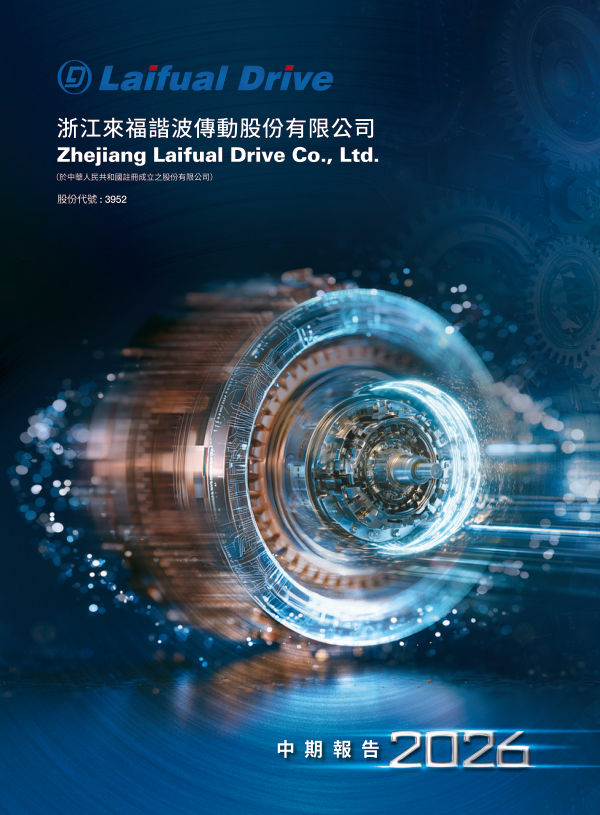 Laifual Drive
浙江來福諧波傳動股份有限公司
Zhejiang Laifual Drive Co., Ltd.
(於中華人民共和國註冊成立之股份有限公司)
股份代號 : 3952
中期報告 2026